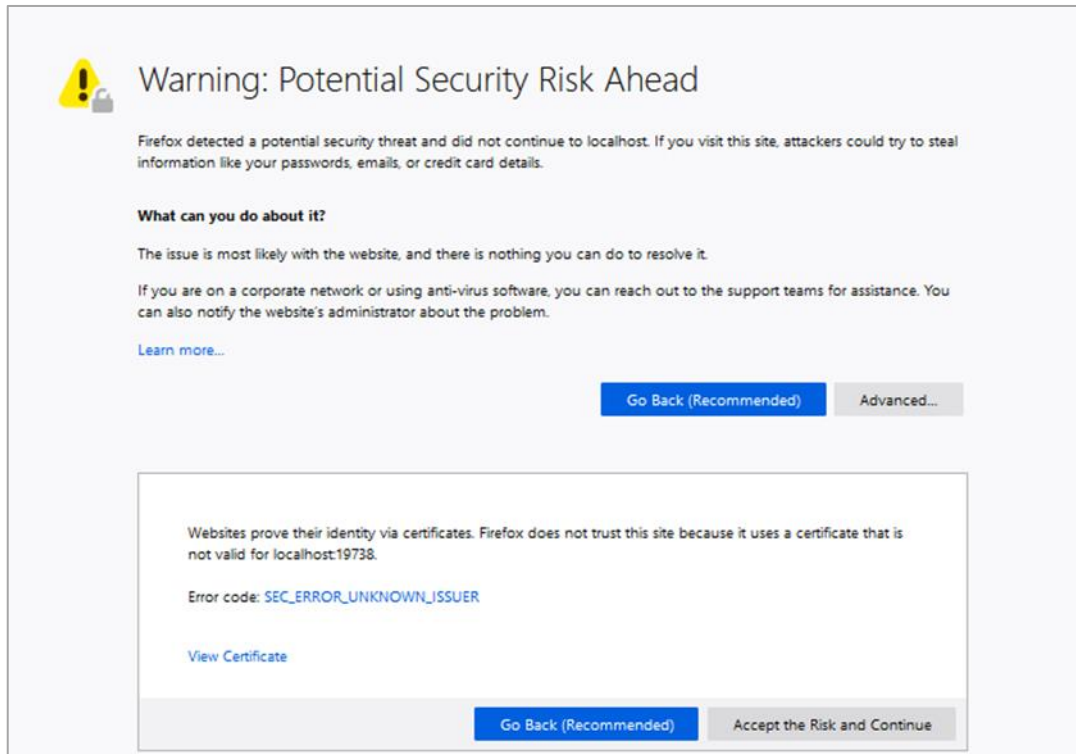 Warning: Potential Security Risk Ahead
Firefox detected a potential security threat and did not continue to localhost. If you visit this site, attackers could try to steal
information like your passwords, emails, or credit card details.
What can you do about it?
The issue is most likely with the website, and there is nothing you can do to resolve it.
If you are on a corporate network or using anti-virus software, you can reach out to the support teams for assistance. You
can also notify the website's administrator about the problem.
Learn more...
Go Back (Recommended) Advanced...
Websites prove their identity via certificates. Firefox does not trust this site because it uses a certificate that is
not valid for localhost:19738.
Error code: SEC_ERROR_UNKNOWN_ISSUER
View Certificate
Go Back (Recommended) Accept the Risk and Continue